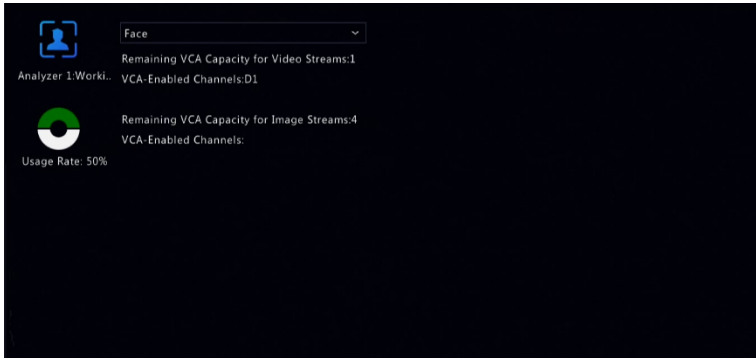 Face
Remaining VCA Capacity for Video Streams:1
Analyzer 1:Worki..
VCA-Enabled Channels:D1
Remaining VCA Capacity for Image Streams:4
VCA-Enabled Channels:
Usage Rate: 50%